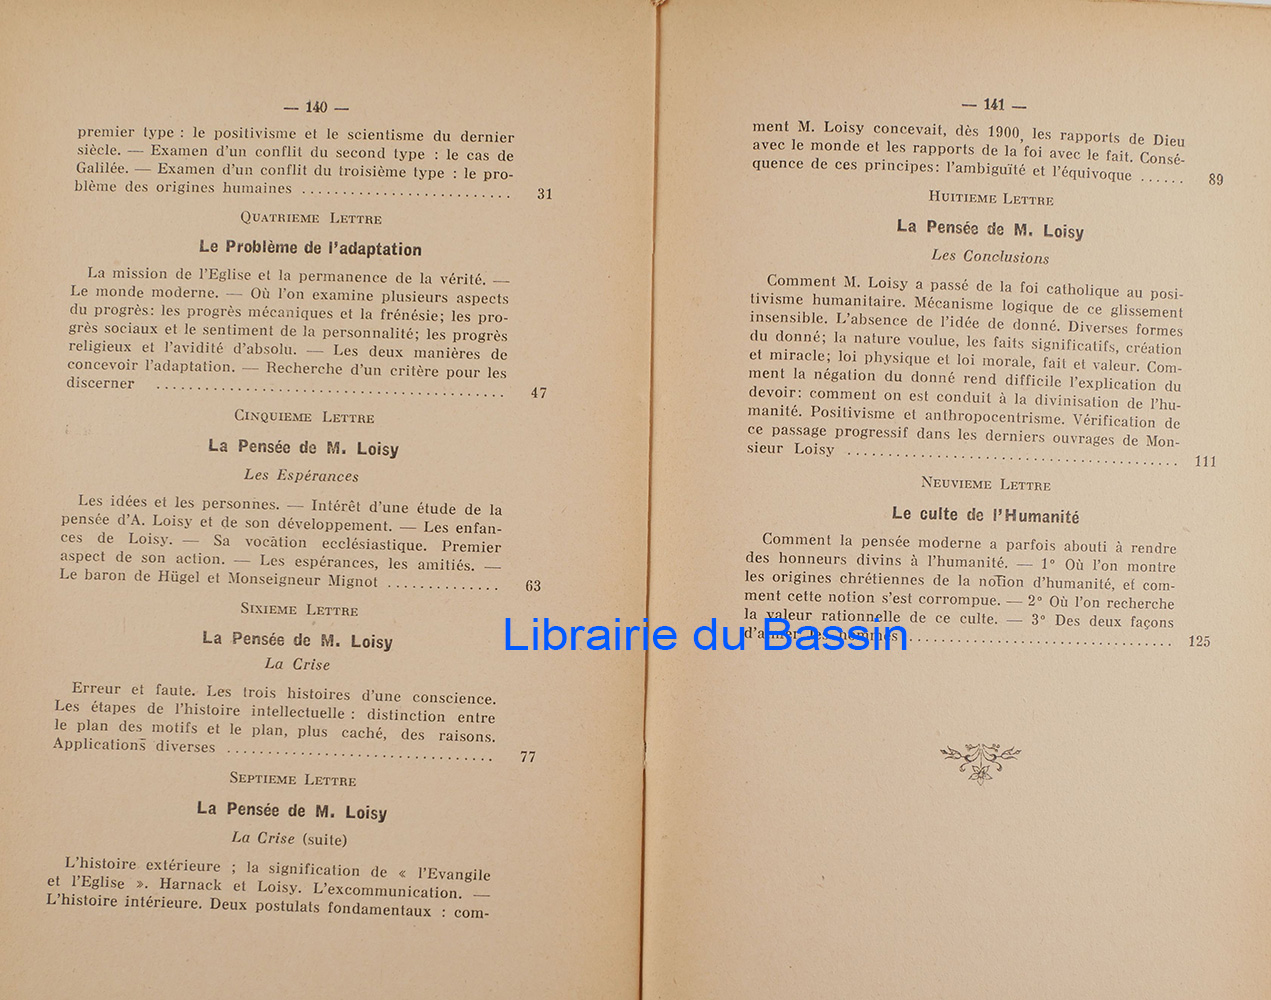 — 140 —
premier type : le positivisme et le scientisme du dernier
siècle. — Examen d'un conflit du second type : le cas de
Galilée. — Examen d'un conflit du troisième type : le pro-
blème des origines humaines .......................... 31
QUATRIEME LETTRE
Le Problème de l'adaptation
La mission de l'Eglise et la permanence de la vérité. —
Le monde moderne. — Où l'on examine plusieurs aspects
du progrès: les progrès mécaniques et la frénésie; les pro-
grès sociaux et le sentiment de la personnalité; les progrès
religieux et l'avidité d'absolu. — Les deux manières de
concevoir l'adaptation. — Recherche d'un critère pour les
discerner ........................................... 47
CINQUIEME LETTRE
La Pensée de M. Loisy
Les Espérances
Les idées et les personnes. — Intérêt d'une étude de la
pensée d'A. Loisy et de son développement. — Les enfan-
ces de Loisy. — Sa vocation ecclésiastique. Premier
aspect de son action. — Les espérances, les amitiés. —
Le baron de Hügel et Monseigneur Mignot .............. 63
SIXIEME LETTRE
La Pensée de M. Loisy
La Crise
Erreur et faute. Les trois histoires d'une conscience.
Les étapes de l'histoire intellectuelle : distinction entre
le plan des motifs et le plan, plus caché, des raisons.
Applications diverses ................................. 77
SEPTIEME LETTRE
La Pensée de M. Loisy
La Crise (suite)
L'histoire extérieure ; la signification de « l'Evangile
et l'Eglise ». Harnack et Loisy. L'excommunication. —
L'histoire intérieure. Deux postulats fondamentaux : com-
— 141 —
ment M. Loisy concevait, dès 1900, les rapports de Dieu
avec le monde et les rapports de la foi avec le fait. Consé-
quence de ces principes: l'ambiguïté et l'équivoque ...... 89
HUITIEME LETTRE
La Pensée de M. Loisy
Les Conclusions
Comment M. Loisy a passé de la foi catholique au posi-
tivisme humanitaire. Mécanisme logique de ce glissement
insensible. L'absence de l'idée de donné. Diverses formes
du donné; la nature voulue, les faits significatifs, création
et miracle; loi physique et loi morale, fait et valeur. Com-
ment la négation du donné rend difficile l'explication du
devoir: comment on est conduit à la divinisation de l'hu-
manité. Positivisme et anthropocentrisme. Vérification de
ce passage progressif dans les derniers ouvrages de Mon-
sieur Loisy ......................................... 111
NEUVIEME LETTRE
Le culte de l'Humanité
Comment la pensée moderne a parfois abouti à rendre
des honneurs divins à l'humanité. — 1° Où l'on montre
les origines chrétiennes de la notion d'humanité, et com-
ment cette notion s'est corrompue. — 2° Où l'on recherche
la valeur rationnelle de ce culte. — 3° Des deux façons
d'aimer les hommes ................................. 125
Librairie du Bassin